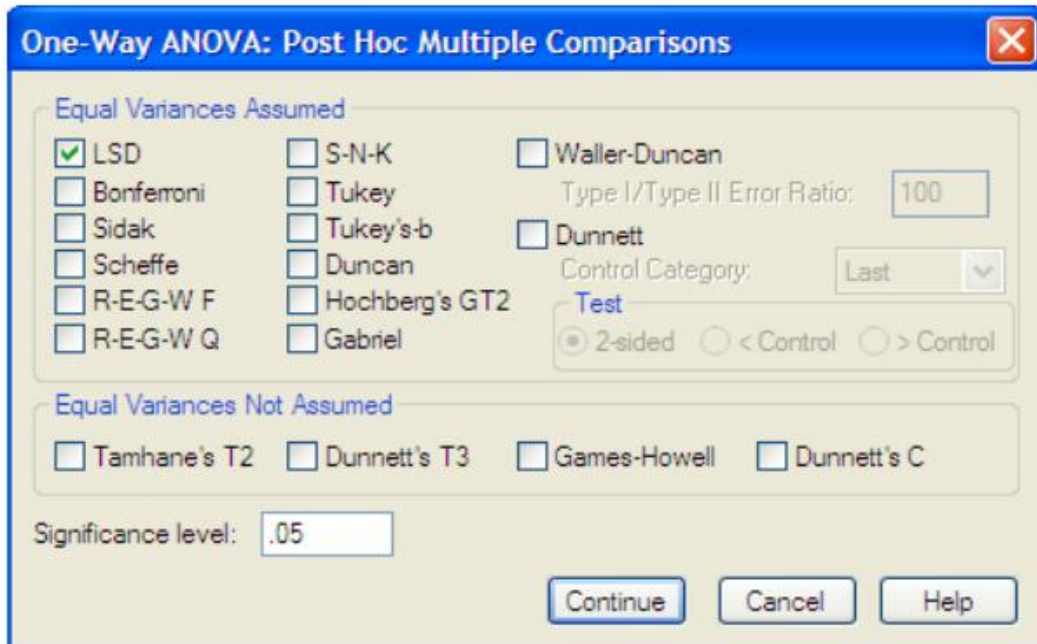 One-Way ANOVA: Post Hoc Multiple Comparisons
Equal Variances Assumed
LSD S-N-K Waller-Duncan
Bonferroni Tukey Type I/Type II Error Ratio: 100
Sidak Tukey's-b Dunnett
Scheffe Duncan Control Category: Last
R-E-G-W F Hochberg's GT2 Test
R-E-G-W Q Gabriel 2-sided < Control > Control
Equal Variances Not Assumed
Tamhane's T2 Dunnett's T3 Games-Howell Dunnett's C
Significance level: .05
Continue Cancel Help